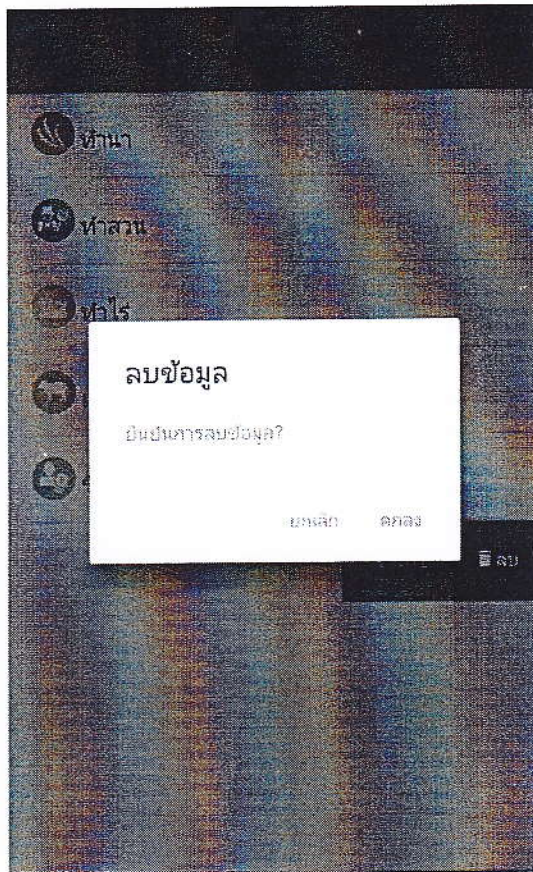 ทำนา
ทำสวน
ทำไร่
ลบข้อมูล
ยืนยันการลบข้อมูล?
ยกเลิก ตกลง
ลบ